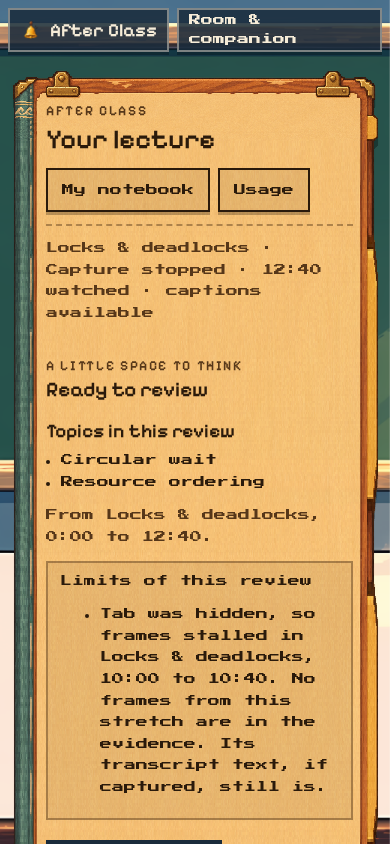 After Class
Room &
companion
AFTER CLASS
Your lecture
My notebook
Usage
Locks & deadlocks ·
Capture stopped · 12:40
watched · captions
available
A LITTLE SPACE TO THINK
Ready to review
Topics in this review
• Circular wait
• Resource ordering
From Locks & deadlocks,
0:00 to 12:40.
Limits of this review
• Tab was hidden, so
frames stalled in
Locks & deadlocks,
10:00 to 10:40. No
frames from this
stretch are in the
evidence. Its
transcript text, if
captured, still is.